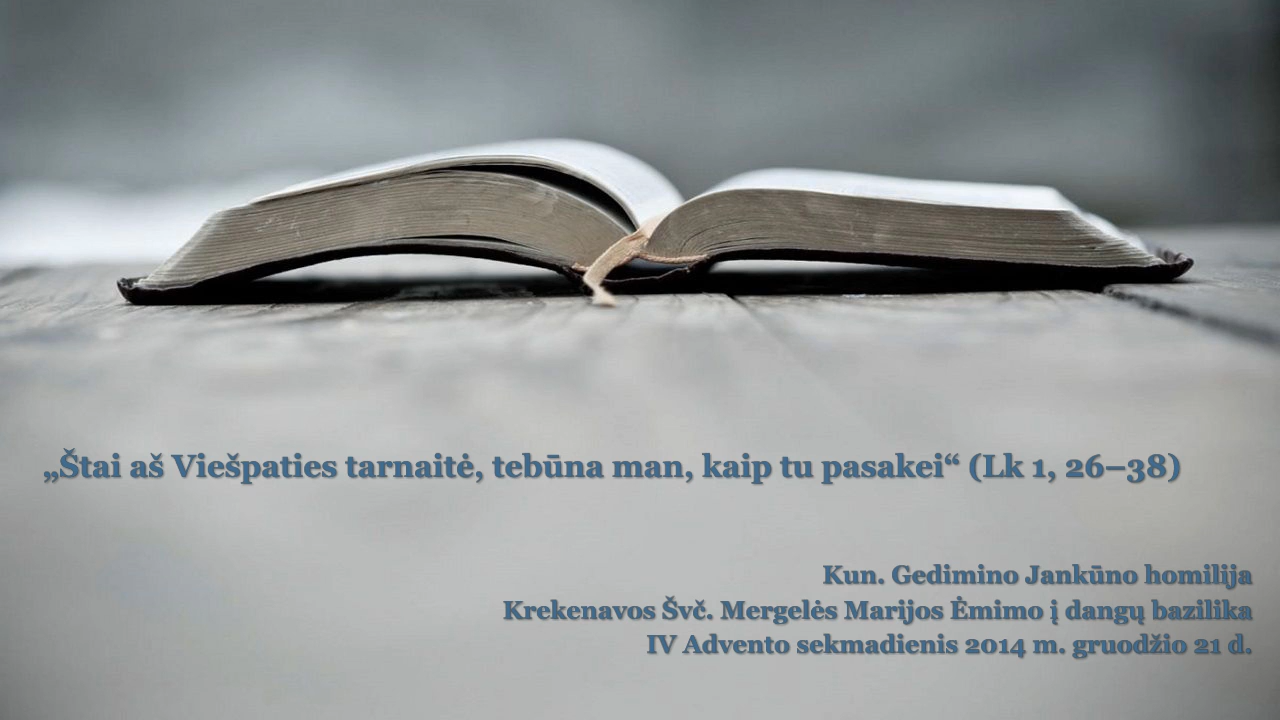 „Štai aš Viešpaties tarnaitė, tebūna man, kaip tu pasakei“ (Lk 1, 26–38)
Kun. Gedimino Jankūno homilija
Krekenavos Švč. Mergelės Marijos Ėmimo į dangų bazilika
IV Advento sekmadienis 2014 m. gruodžio 21 d.